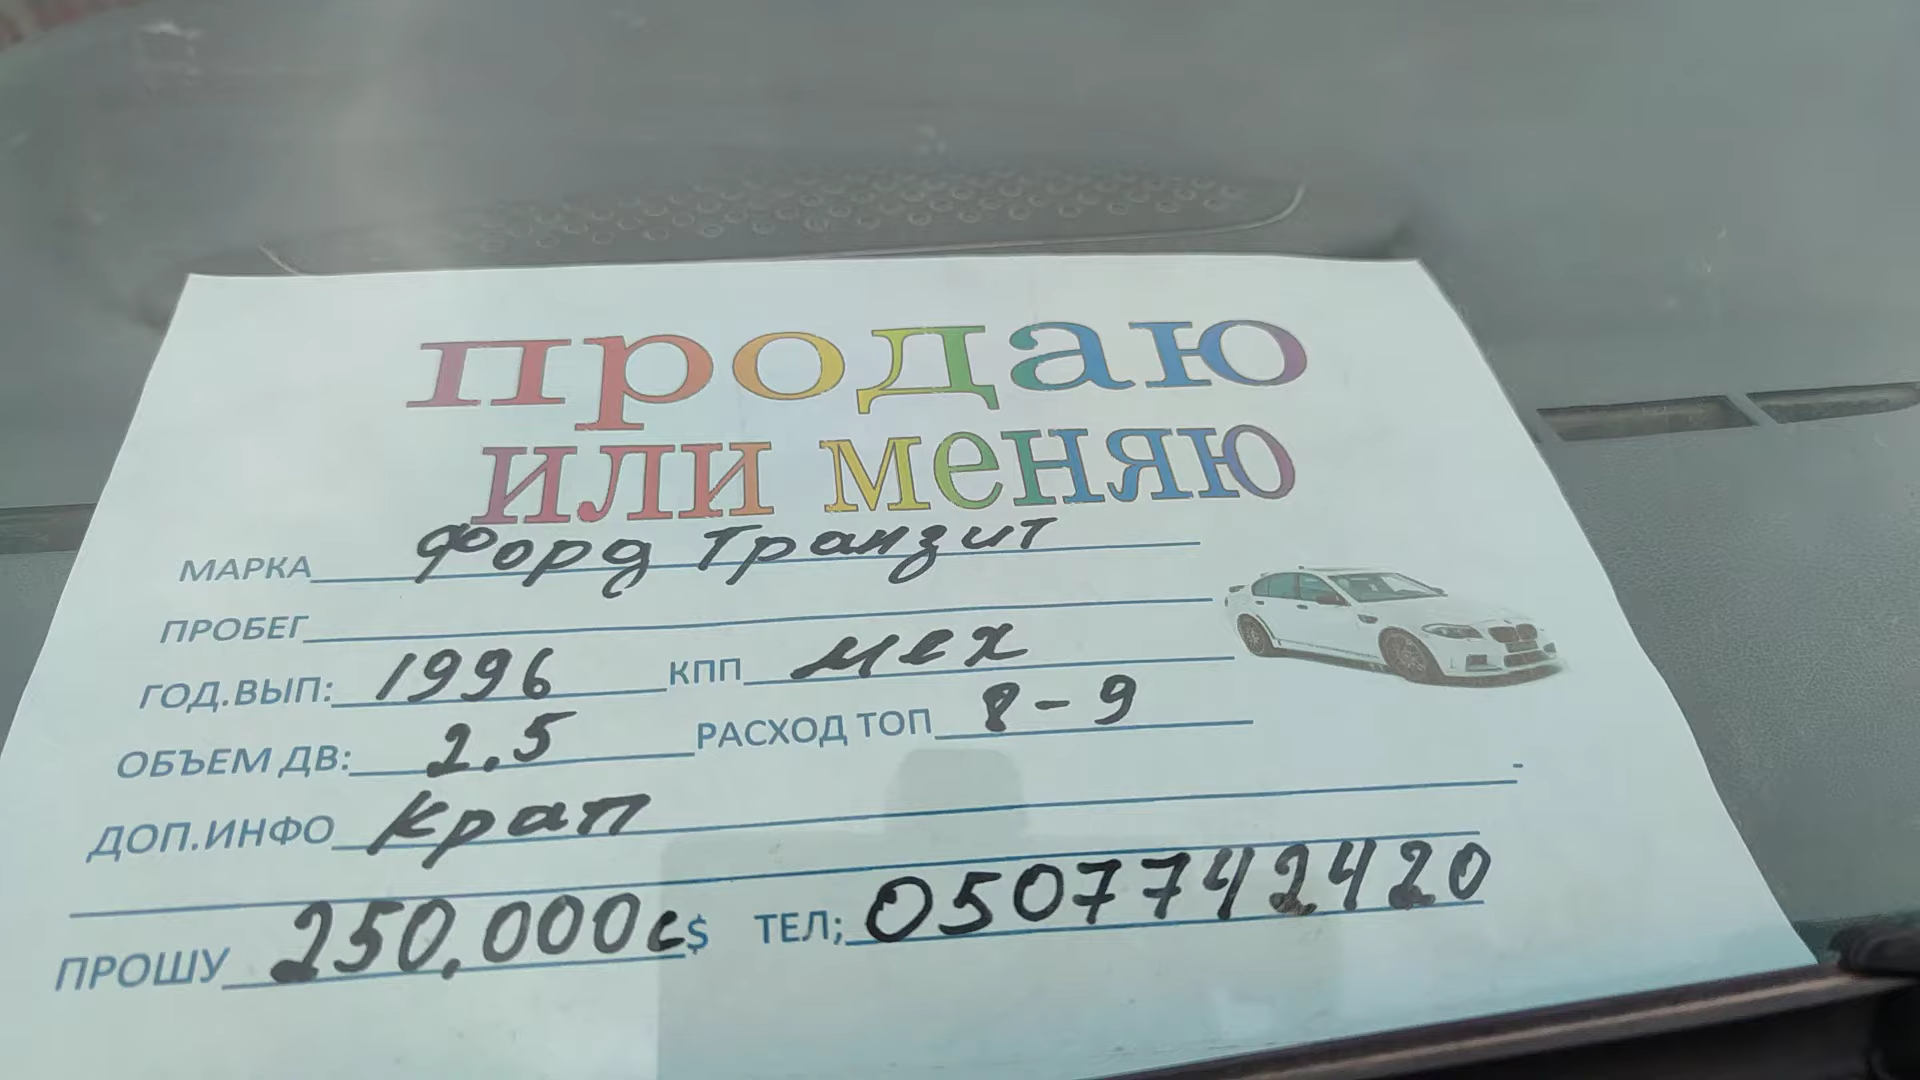 продаю
или меняю
МАРКА Форд Транзит
ПРОБЕГ
ГОД.ВЫП: 1996 КПП мех
ОБЪЕМ ДВ: 2.5 РАСХОД ТОП 8-9
ДОП.ИНФО Крап
ПРОШУ 250,000с$ ТЕЛ; 0507742420